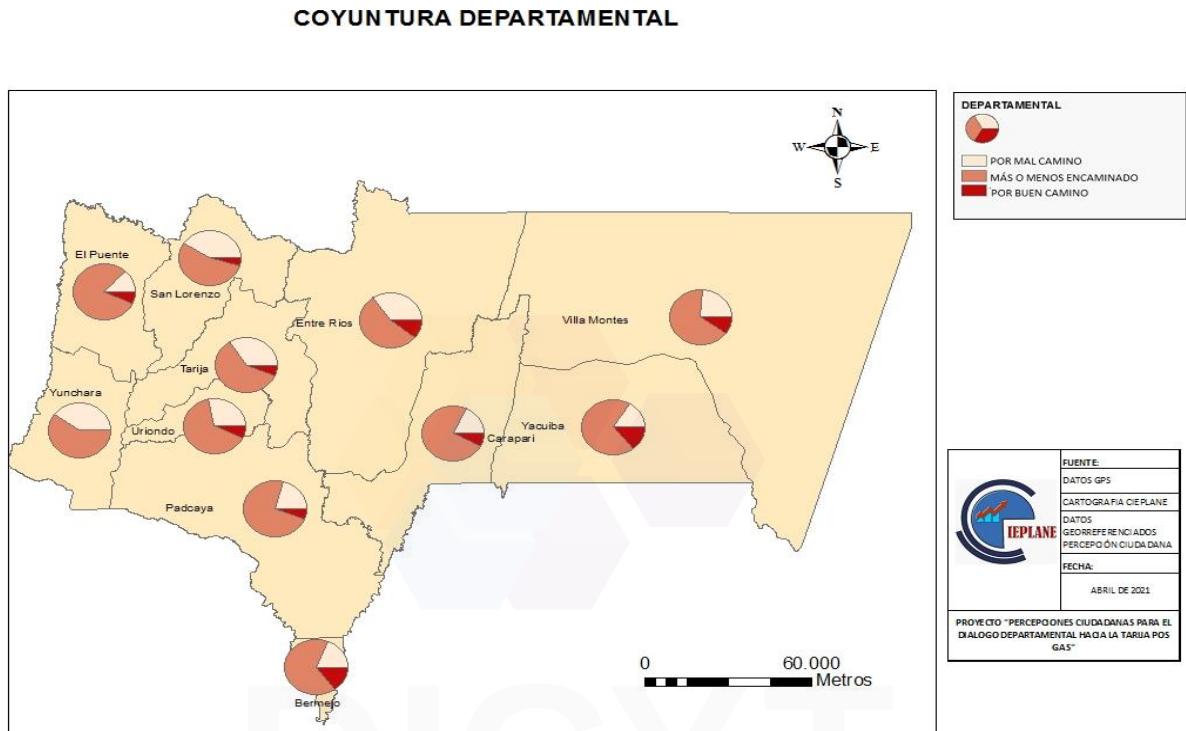 COYUNTURA DEPARTAMENTAL
N
W E
S
DEPARTAMENTAL
POR MAL CAMINO
MÁS O MENOS ENCAMINADO
POR BUEN CAMINO
El Puente
San Lorenzo
Entre Rios
Villa Montes
Tarija
Yunchara
Uriondo
Carapari
Yacuiba
Padcaya
Bermejo
0 60.000
Metros
IEPLANE
FUENTE:
DATOS GPS
CARTOGRAFIA CIEPLANE
DATOS
GEORREFERENCIADOS
PERCEPCIÓN CIUDADANA
FECHA:
ABRIL DE 2021
PROYECTO "PERCEPCIONES CIUDADANAS PARA EL
DIALOGO DEPARTAMENTAL HACIA LA TARIJA POS
GAS"